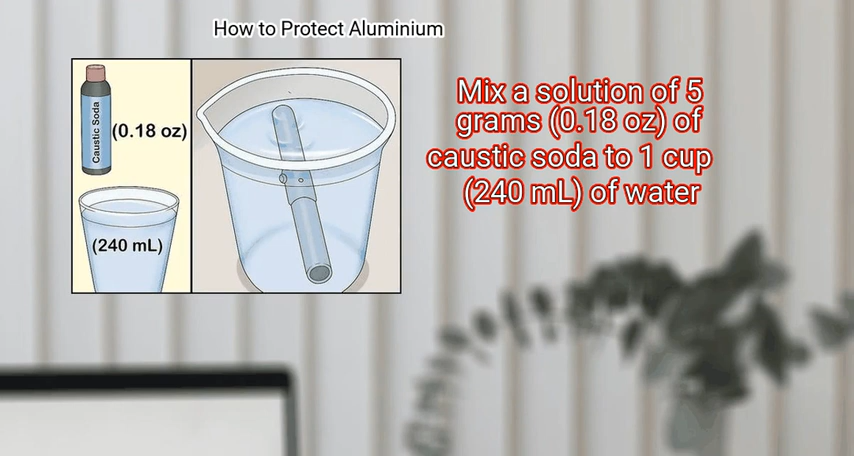 How to Protect Aluminium
Caustic Soda
(0.18 oz)
(240 mL)
Mix a solution of 5
grams (0.18 oz) of
caustic soda to 1 cup
(240 mL) of water